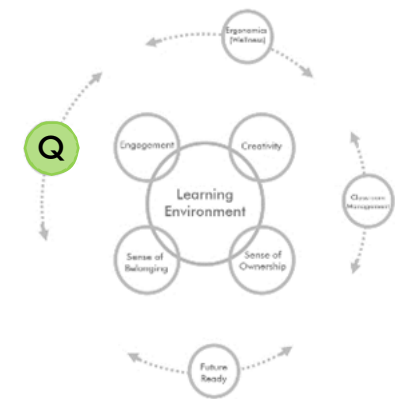 Ergonomics
(Wellness)
Q
Engagement
Creativity
Learning
Environment
Classroom
Management
Sense of
Belonging
Sense of
Ownership
Future
Ready